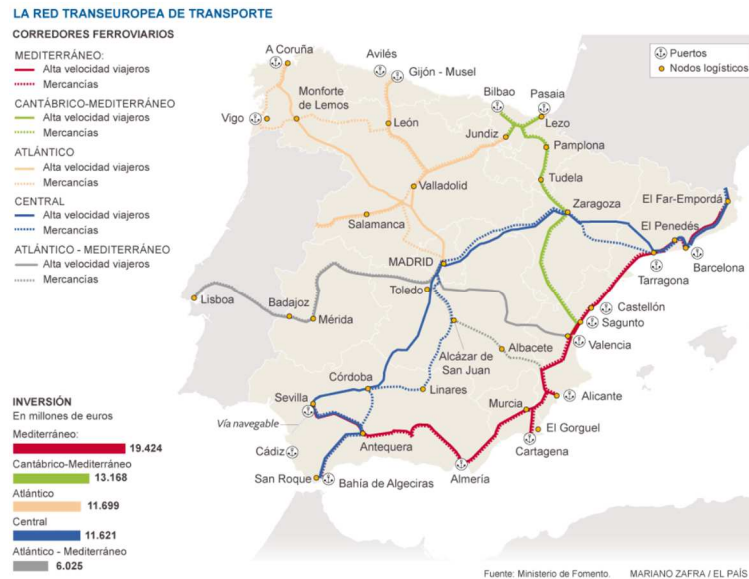 LA RED TRANSEUROPEA DE TRANSPORTE
CORREDORES FERROVIARIOS
MEDITERRÁNEO:
Alta velocidad viajeros
Mercancías
CANTÁBRICO-MEDITERRÁNEO
Alta velocidad viajeros
Mercancías
ATLÁNTICO
Alta velocidad viajeros
Mercancías
CENTRAL
Alta velocidad viajeros
Mercancías
ATLÁNTICO - MEDITERRÁNEO
Alta velocidad viajeros
Mercancías
Puertos
Nodos logísticos
A Coruña
Avilés
Gijón - Musel
Bilbao
Pasaia
Lezo
Monforte
de Lemos
Vigo
León
Jundiz
Pamplona
Tudela
Valladolid
Zaragoza
El Far-Empordá
El Penedés
Salamanca
Barcelona
Tarragona
MADRID
Toledo
Lisboa
Badajoz
Mérida
Castellón
Sagunto
Valencia
Albacete
Alcázar de
San Juan
Córdoba
Linares
Alicante
Murcia
Sevilla
Vía navegable
El Gorguel
Cartagena
Antequera
Almería
Cádiz
San Roque
Bahía de Algeciras
INVERSIÓN
En millones de euros
Mediterráneo:
19.424
Cantábrico-Mediterráneo
13.168
Atlántico
11.699
Central
11.621
Atlántico - Mediterráneo
6.025
Fuente: Ministerio de Fomento. MARIANO ZAFRA / EL PAÍS